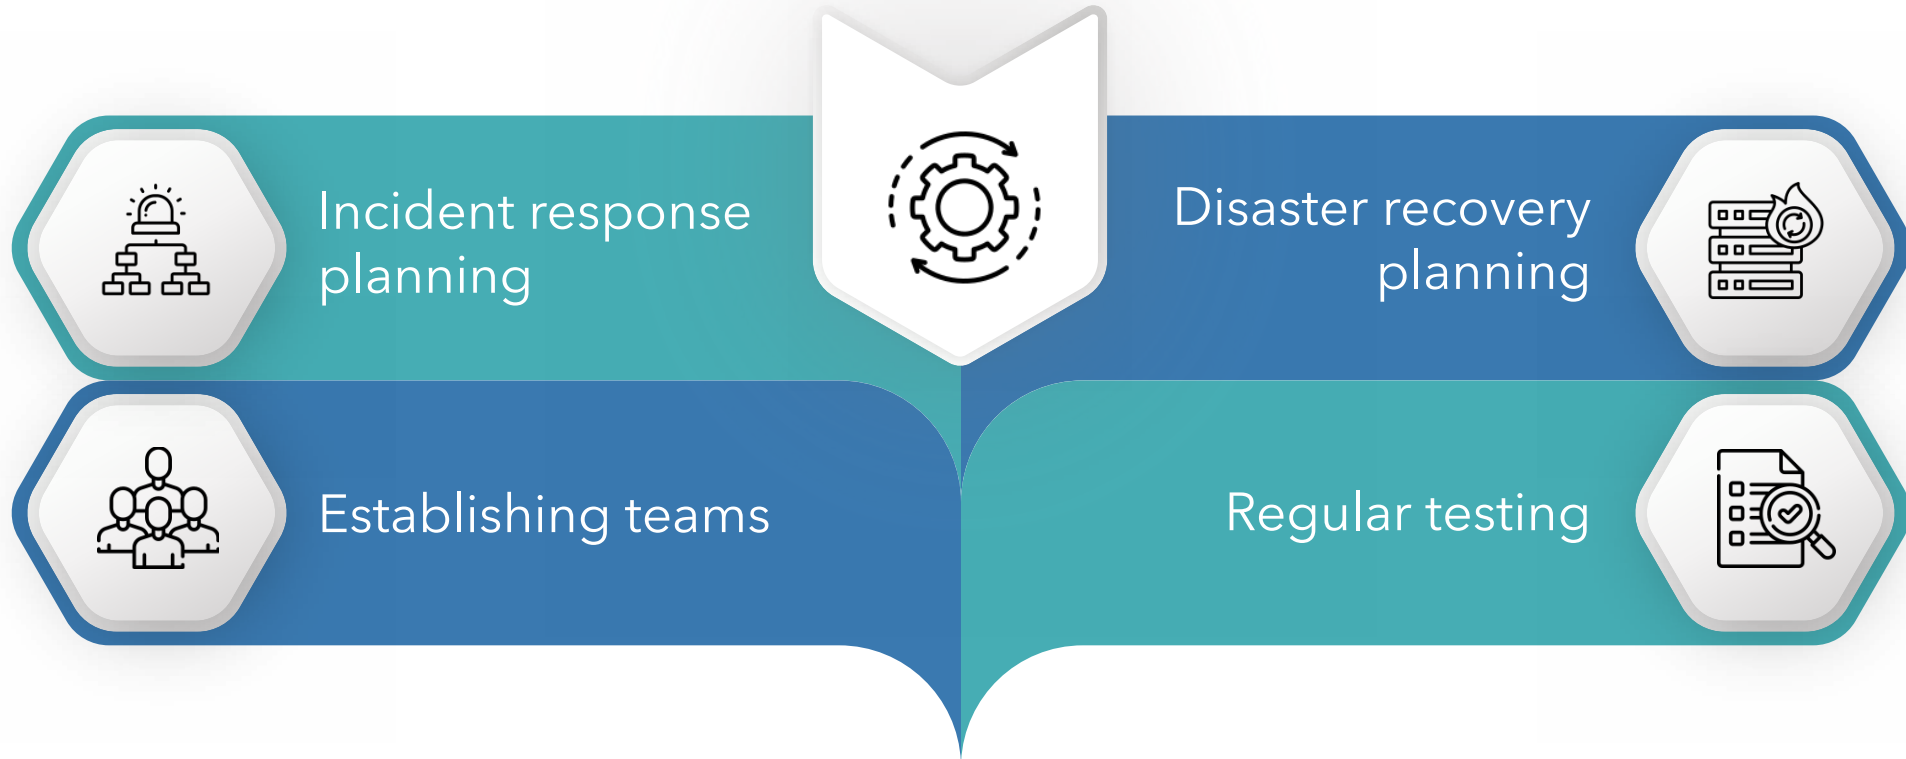 Incident response
planning
Disaster recovery
planning
Establishing teams
Regular testing